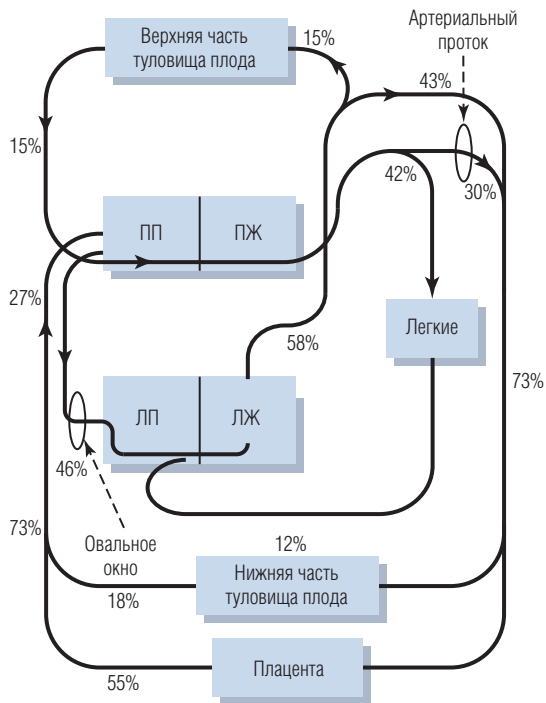 Верхняя часть
туловища плода
15%
Артериальный
проток
43%
15%
42%
30%
ПП
ПЖ
27%
Легкие
58%
73%
ЛП
ЛЖ
46%
73%
Овальное
окно
12%
Нижняя часть
туловища плода
18%
Плацента
55%